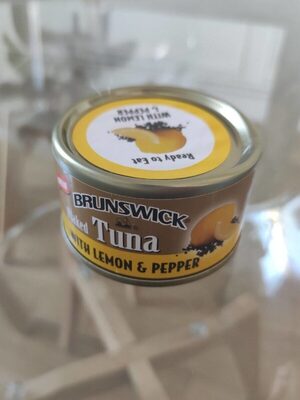 WITH LEMON
& PEPPER
Ready to Eat
BRUNSWICK
Tuna
WITH LEMON & PEPPER